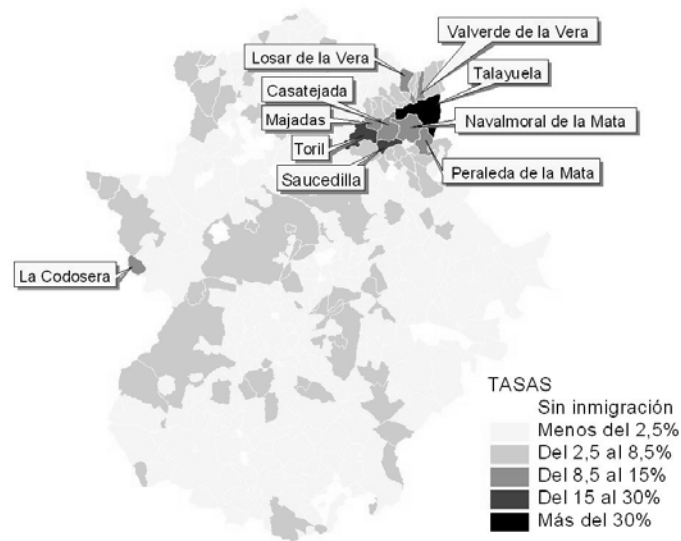 Valverde de la Vera
Losar de la Vera
Talayuela
Casatejada
Majadas
Navalmoral de la Mata
Toril
Saucedilla
Peraleda de la Mata
La Codosera
TASAS
Sin inmigración
Menos del 2,5%
Del 2,5 al 8,5%
Del 8,5 al 15%
Del 15 al 30%
Más del 30%